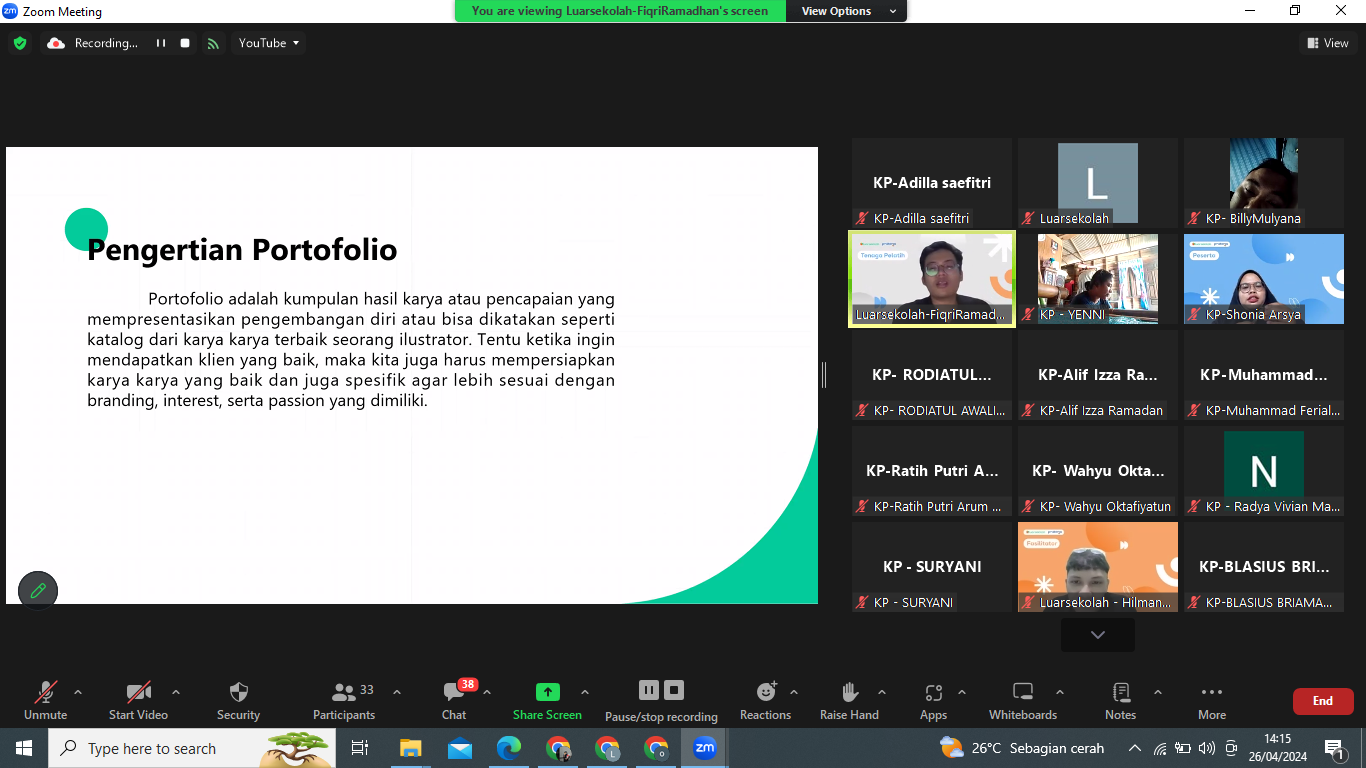 Zoom Meeting
You are viewing Luarsekolah-FiqriRamadhan's screen
View Options
Recording...
YouTube
View
Pengertian Portofolio
Portofolio adalah kumpulan hasil karya atau pencapaian yang
mempresentasikan pengembangan diri atau bisa dikatakan seperti
katalog dari karya karya terbaik seorang ilustrator. Tentu ketika ingin
mendapatkan klien yang baik, maka kita juga harus mempersiapkan
karya karya yang baik dan juga spesifik agar lebih sesuai dengan
branding, interest, serta passion yang dimiliki.
KP-Adilla saefitri
KP-Adilla saefitri
L
Luarsekolah
KP- BillyMulyana
Tenaga Pelatih
Luarsekolah-FiqriRamad...
KP - YENNI
Peserta
KP-Shonia Arsya
KP- RODIATUL...
KP- RODIATUL AWALI...
KP-Alif Izza Ra...
KP-Alif Izza Ramadan
KP-Muhammad...
KP-Muhammad Ferial...
KP-Ratih Putri A...
KP-Ratih Putri Arum ...
KP- Wahyu Okta...
KP- Wahyu Oktafiyatun
N
KP - Radya Vivian Ma...
KP - SURYANI
KP - SURYANI
Fasilitator
Luarsekolah - Hilman...
KP-BLASIUS BRI...
KP-BLASIUS BRIAMA...
Unmute
Start Video
Security
33
Participants
38
Chat
Share Screen
Pause/stop recording
Reactions
Raise Hand
Apps
Whiteboards
Notes
More
End
Type here to search
zm
26°C Sebagian cerah
14:15
26/04/2024
1